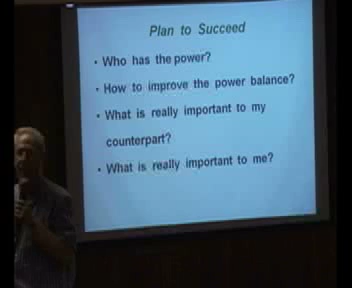 Plan to Succeed
• Who has the power?
• How to improve the power balance?
• What is really important to my
counterpart?
• What is really important to me?